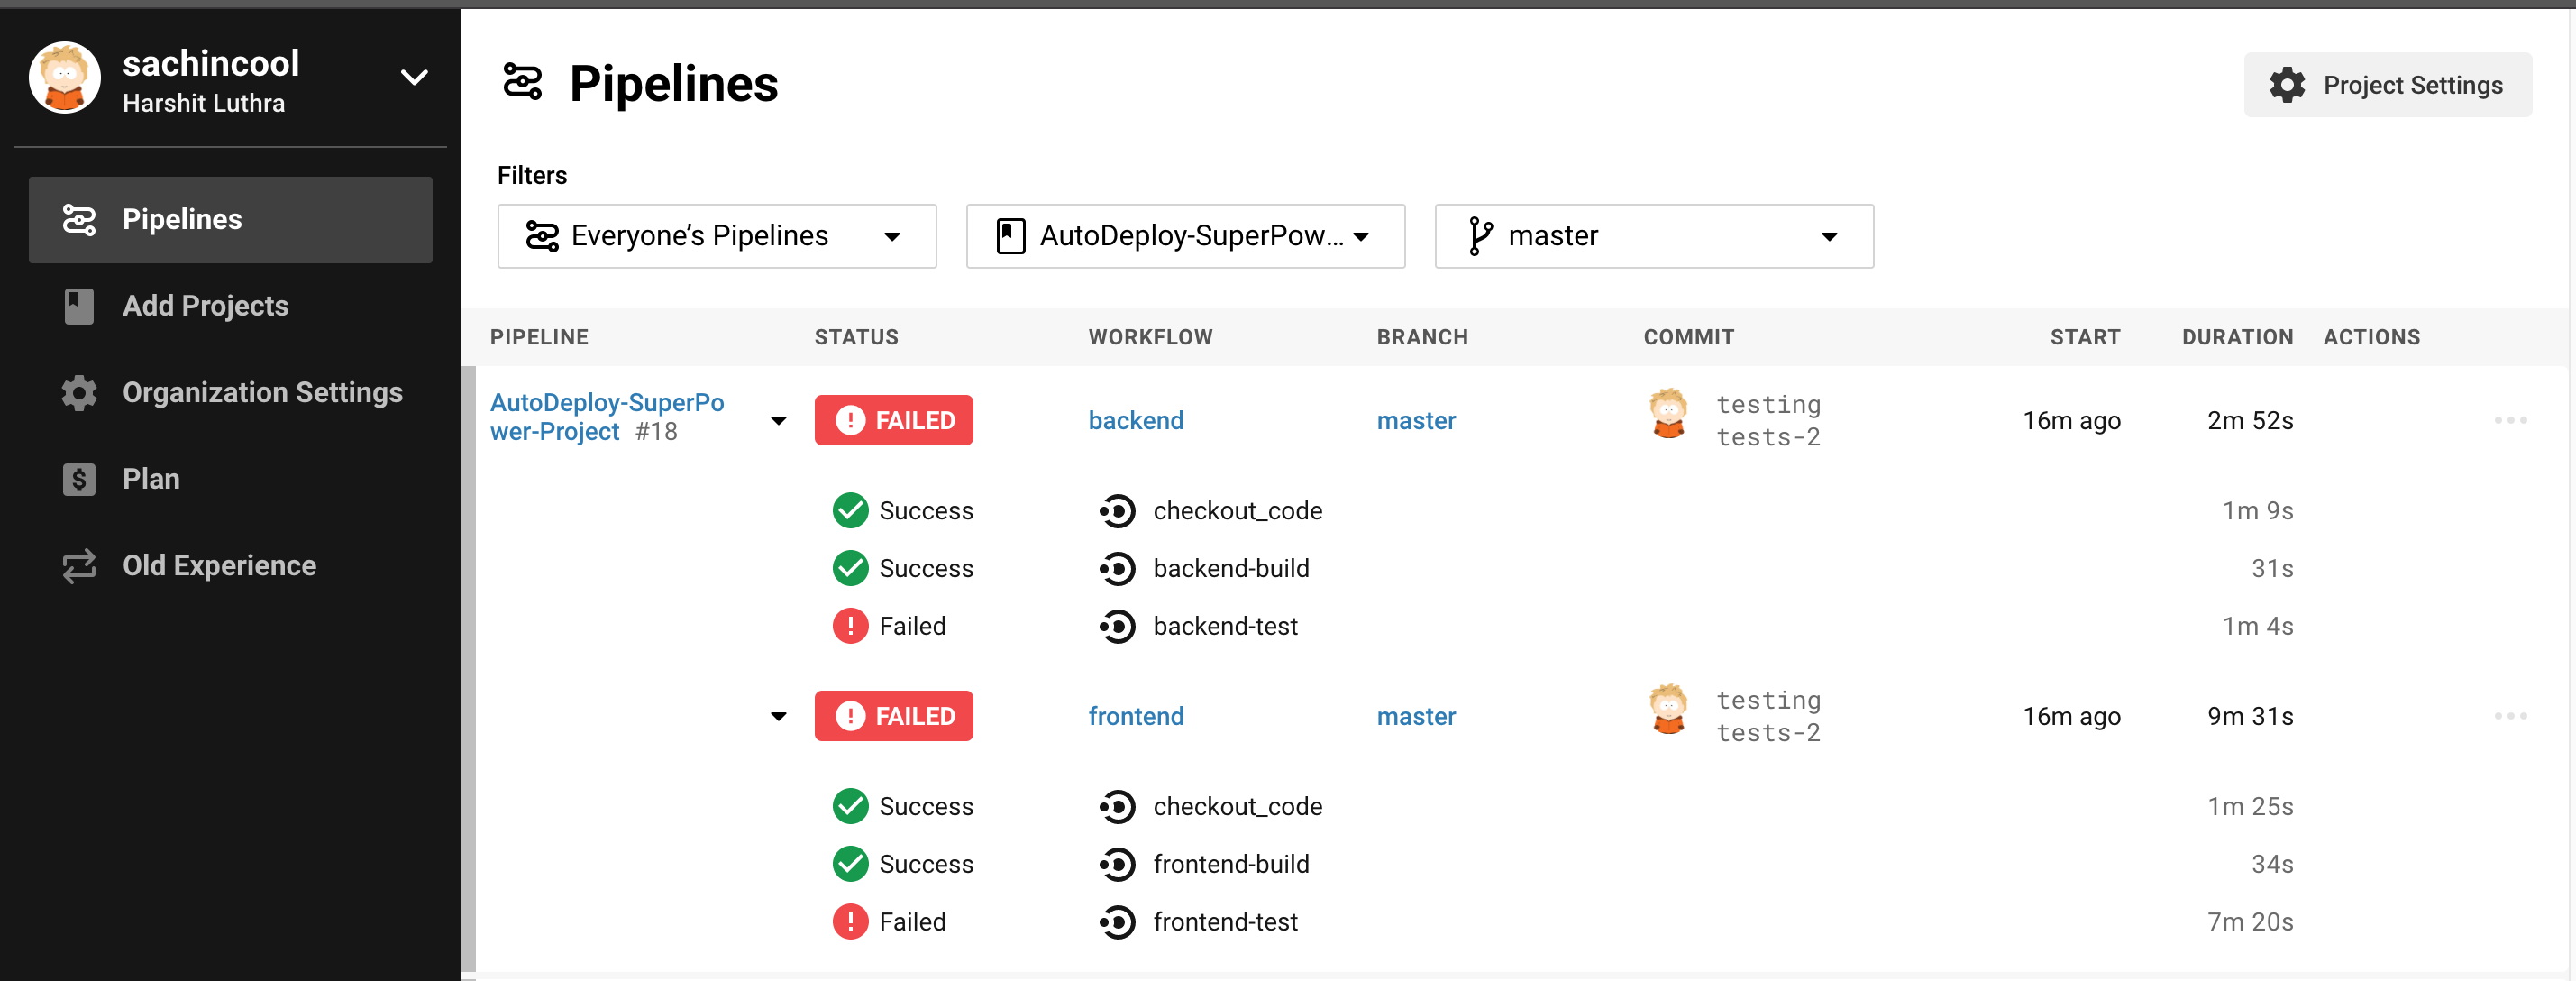 sachincool
Harshit Luthra
Pipelines
Add Projects
Organization Settings
Plan
Old Experience
Pipelines
Project Settings
Filters
Everyone’s Pipelines
AutoDeploy-SuperPow...
master
PIPELINE STATUS WORKFLOW BRANCH COMMIT START DURATION ACTIONS
AutoDeploy-SuperPo
wer-Project #18
FAILED backend master
testing
tests-2
16m ago 2m 52s
Success checkout_code 1m 9s
Success backend-build 31s
Failed backend-test 1m 4s
FAILED frontend master
testing
tests-2
16m ago 9m 31s
Success checkout_code 1m 25s
Success frontend-build 34s
Failed frontend-test 7m 20s